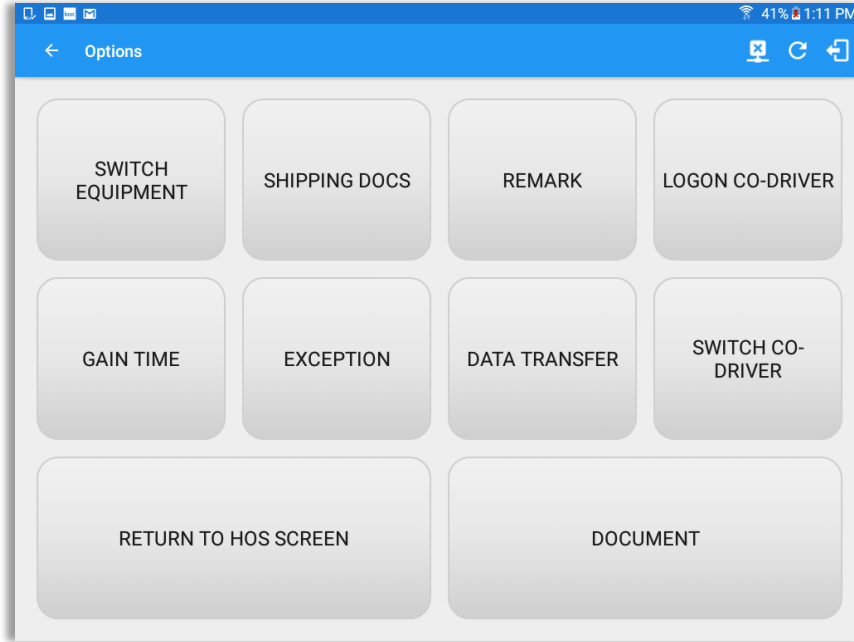 41% 1:11 PM
Options
SWITCH
EQUIPMENT
SHIPPING DOCS
REMARK
LOGON CO-DRIVER
GAIN TIME
EXCEPTION
DATA TRANSFER
SWITCH CO-
DRIVER
RETURN TO HOS SCREEN
DOCUMENT